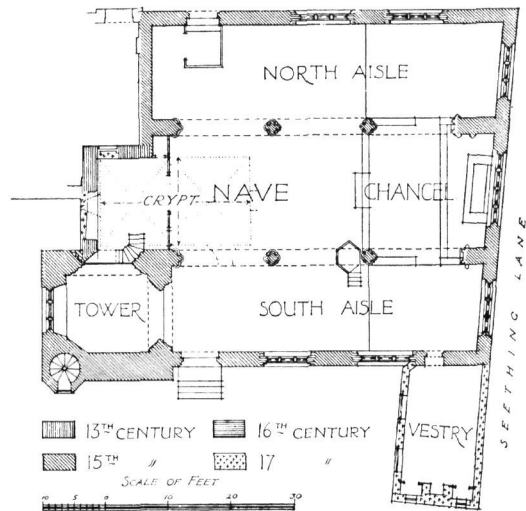 NORTH AISLE
CRYPT
NAVE
CHANCEL
TOWER
SOUTH AISLE
SEETHING LANE
VESTRY
13TH CENTURY
16TH CENTURY
15TH "
17 "
SCALE OF FEET
10 5 0 10 20 30